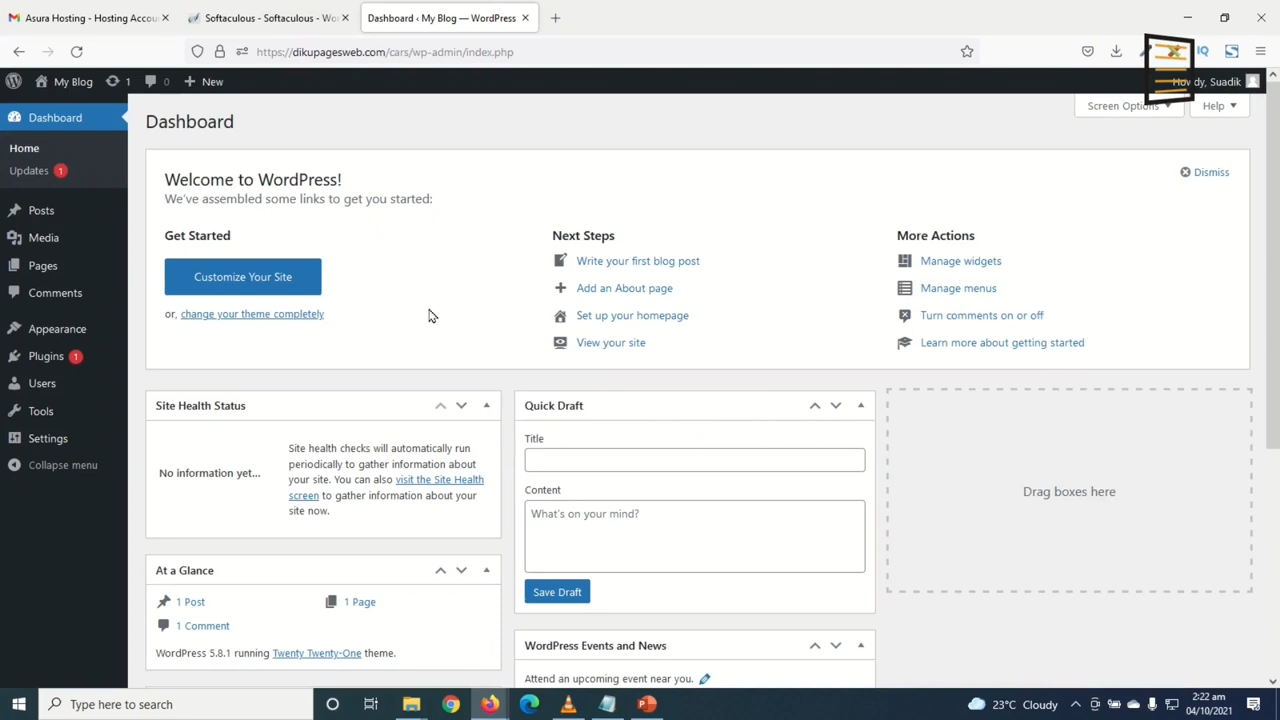 Asura Hosting - Hosting Accou
Softaculous - Softaculous - Wor
Dashboard ‹ My Blog — WordPress
https://dikupagesweb.com/cars/wp-admin/index.php
IQ
My Blog
1
0
New
dy, Suadik
Dashboard
Home
Updates 1
Posts
Media
Pages
Comments
Appearance
Plugins 1
Users
Tools
Settings
Collapse menu
Screen Options
Help
Dashboard
Welcome to WordPress!
We've assembled some links to get you started:
Dismiss
Get Started
Customize Your Site
or, change your theme completely
Next Steps
Write your first blog post
Add an About page
Set up your homepage
View your site
More Actions
Manage widgets
Manage menus
Turn comments on or off
Learn more about getting started
Site Health Status
No information yet...
Site health checks will automatically run
periodically to gather information about
your site. You can also visit the Site Health
screen to gather information about your
site now.
At a Glance
1 Post
1 Page
1 Comment
WordPress 5.8.1 running Twenty Twenty-One theme.
Quick Draft
Title
Content
What's on your mind?
Save Draft
WordPress Events and News
Attend an upcoming event near you.
Drag boxes here
Type here to search
23°C Cloudy
2:22 am
04/10/2021